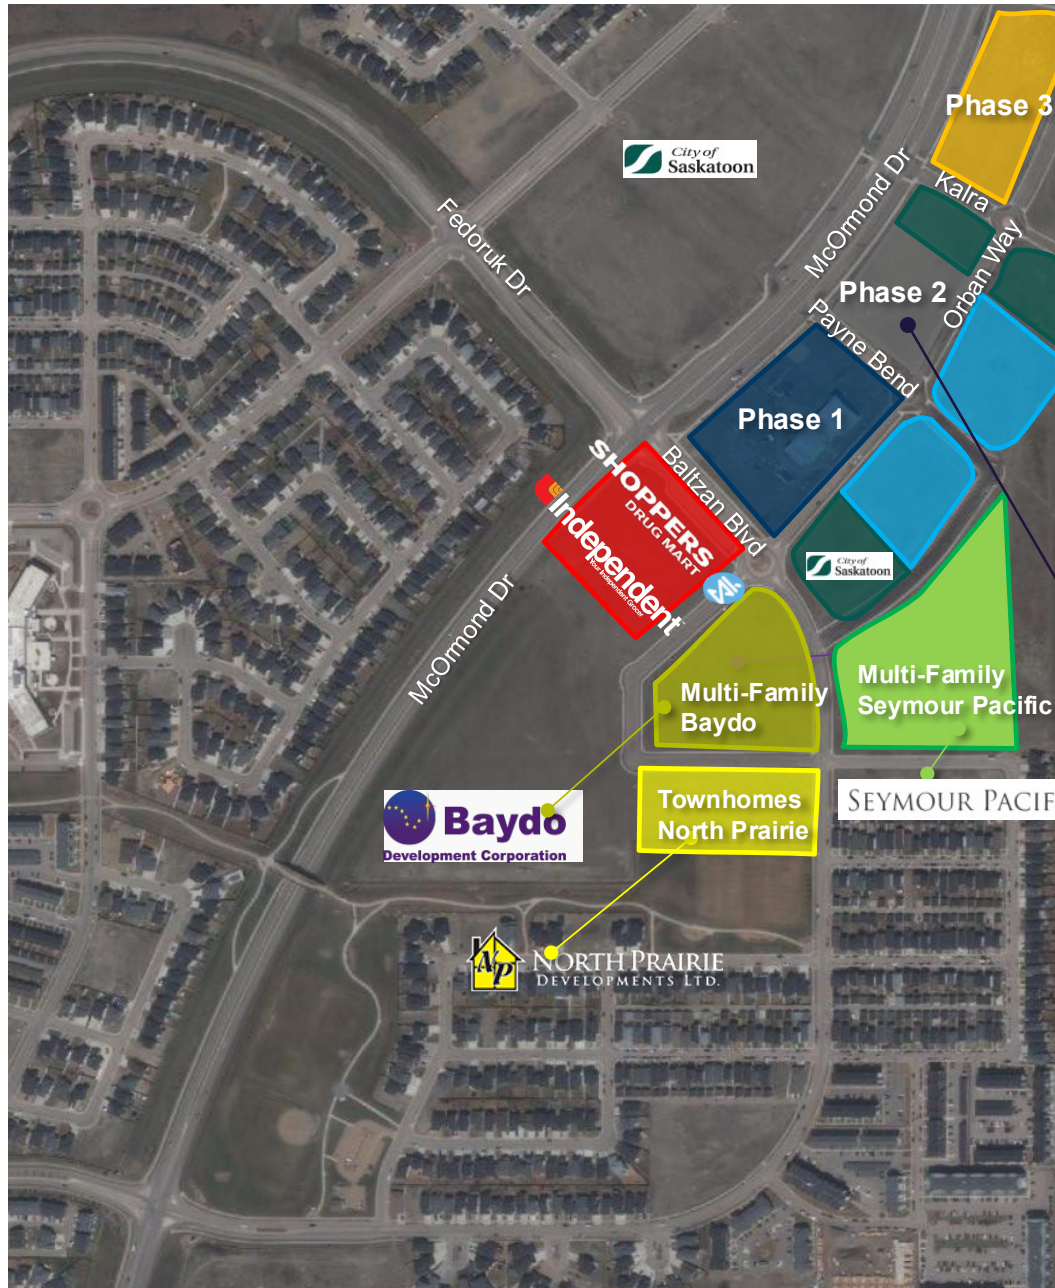 Phase 3
City of
Saskatoon
McOrmond Dr
Kalra
Fedoruk Dr
Orban Way
Phase 2
Payne Bend
Phase 1
SHOPPERS
DRUG MART
Baltzan Blvd
Independent
Your Independent Grocer
City of
Saskatoon
McOrmond Dr
Multi-Family
Baydo
Multi-Family
Seymour Pacific
Baydo
Development Corporation
Townhomes
North Prairie
SEYMOUR PACIF
NP
NORTH PRAIRIE
DEVELOPMENTS LTD.